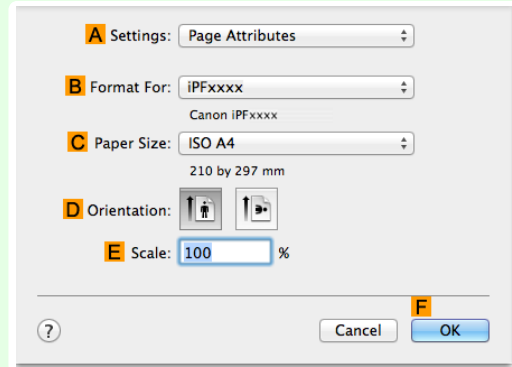 A Settings: Page Attributes
B Format For: iPFxxxx
Canon iPFxxxx
C Paper Size: ISO A4
210 by 297 mm
D Orientation:
E Scale: 100 %
F
? Cancel OK